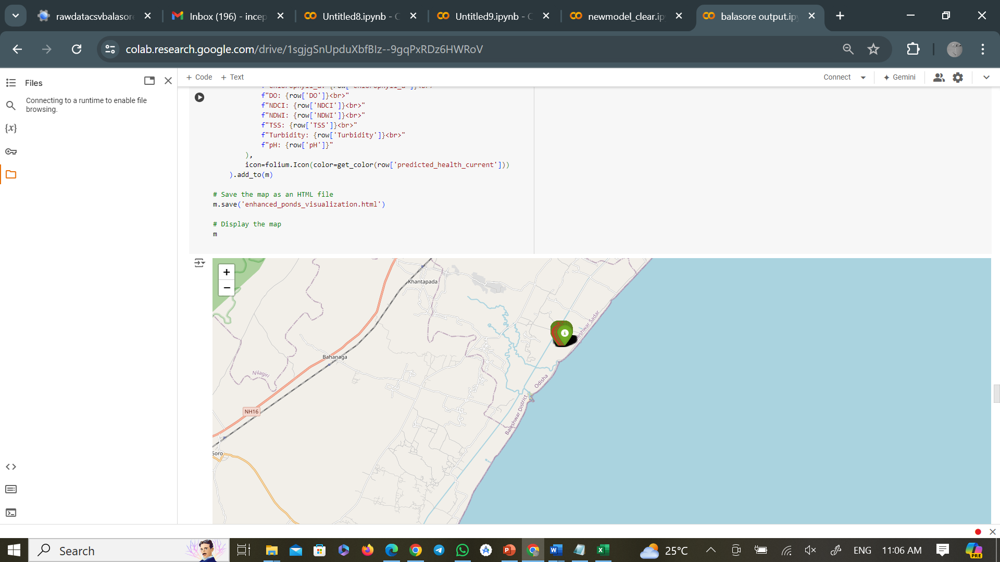 rawdatacsvbalasore
Inbox (196) - incep
Untitled8.ipynb - C
Untitled9.ipynb - C
newmodel_clear.ip
balasore output.ipy
colab.research.google.com/drive/1sgjgSnUpduXbfBIz--9gqPxRDz6HWRoV
Files
Connecting to a runtime to enable file
browsing.
+ Code + Text
Connect
Gemini
{x}
f"DO: {row['DO']}<br>"
f"NDCI: {row['NDCI']}<br>"
f"NDWI: {row['NDWI']}<br>"
f"TSS: {row['TSS']}<br>"
f"Turbidity: {row['Turbidity']}<br>"
f"pH: {row['pH']}"
),
icon=folium.Icon(color=get_color(row['predicted_health_current']))
).add_to(m)
# Save the map as an HTML file
m.save('enhanced_ponds_visualization.html')
# Display the map
m
+
−
Khantapada
Bahanaga
Nilagiri
NH16
Soro
Odisha
Baleshwar District
Search
25°C
ENG
11:06 AM
PRE